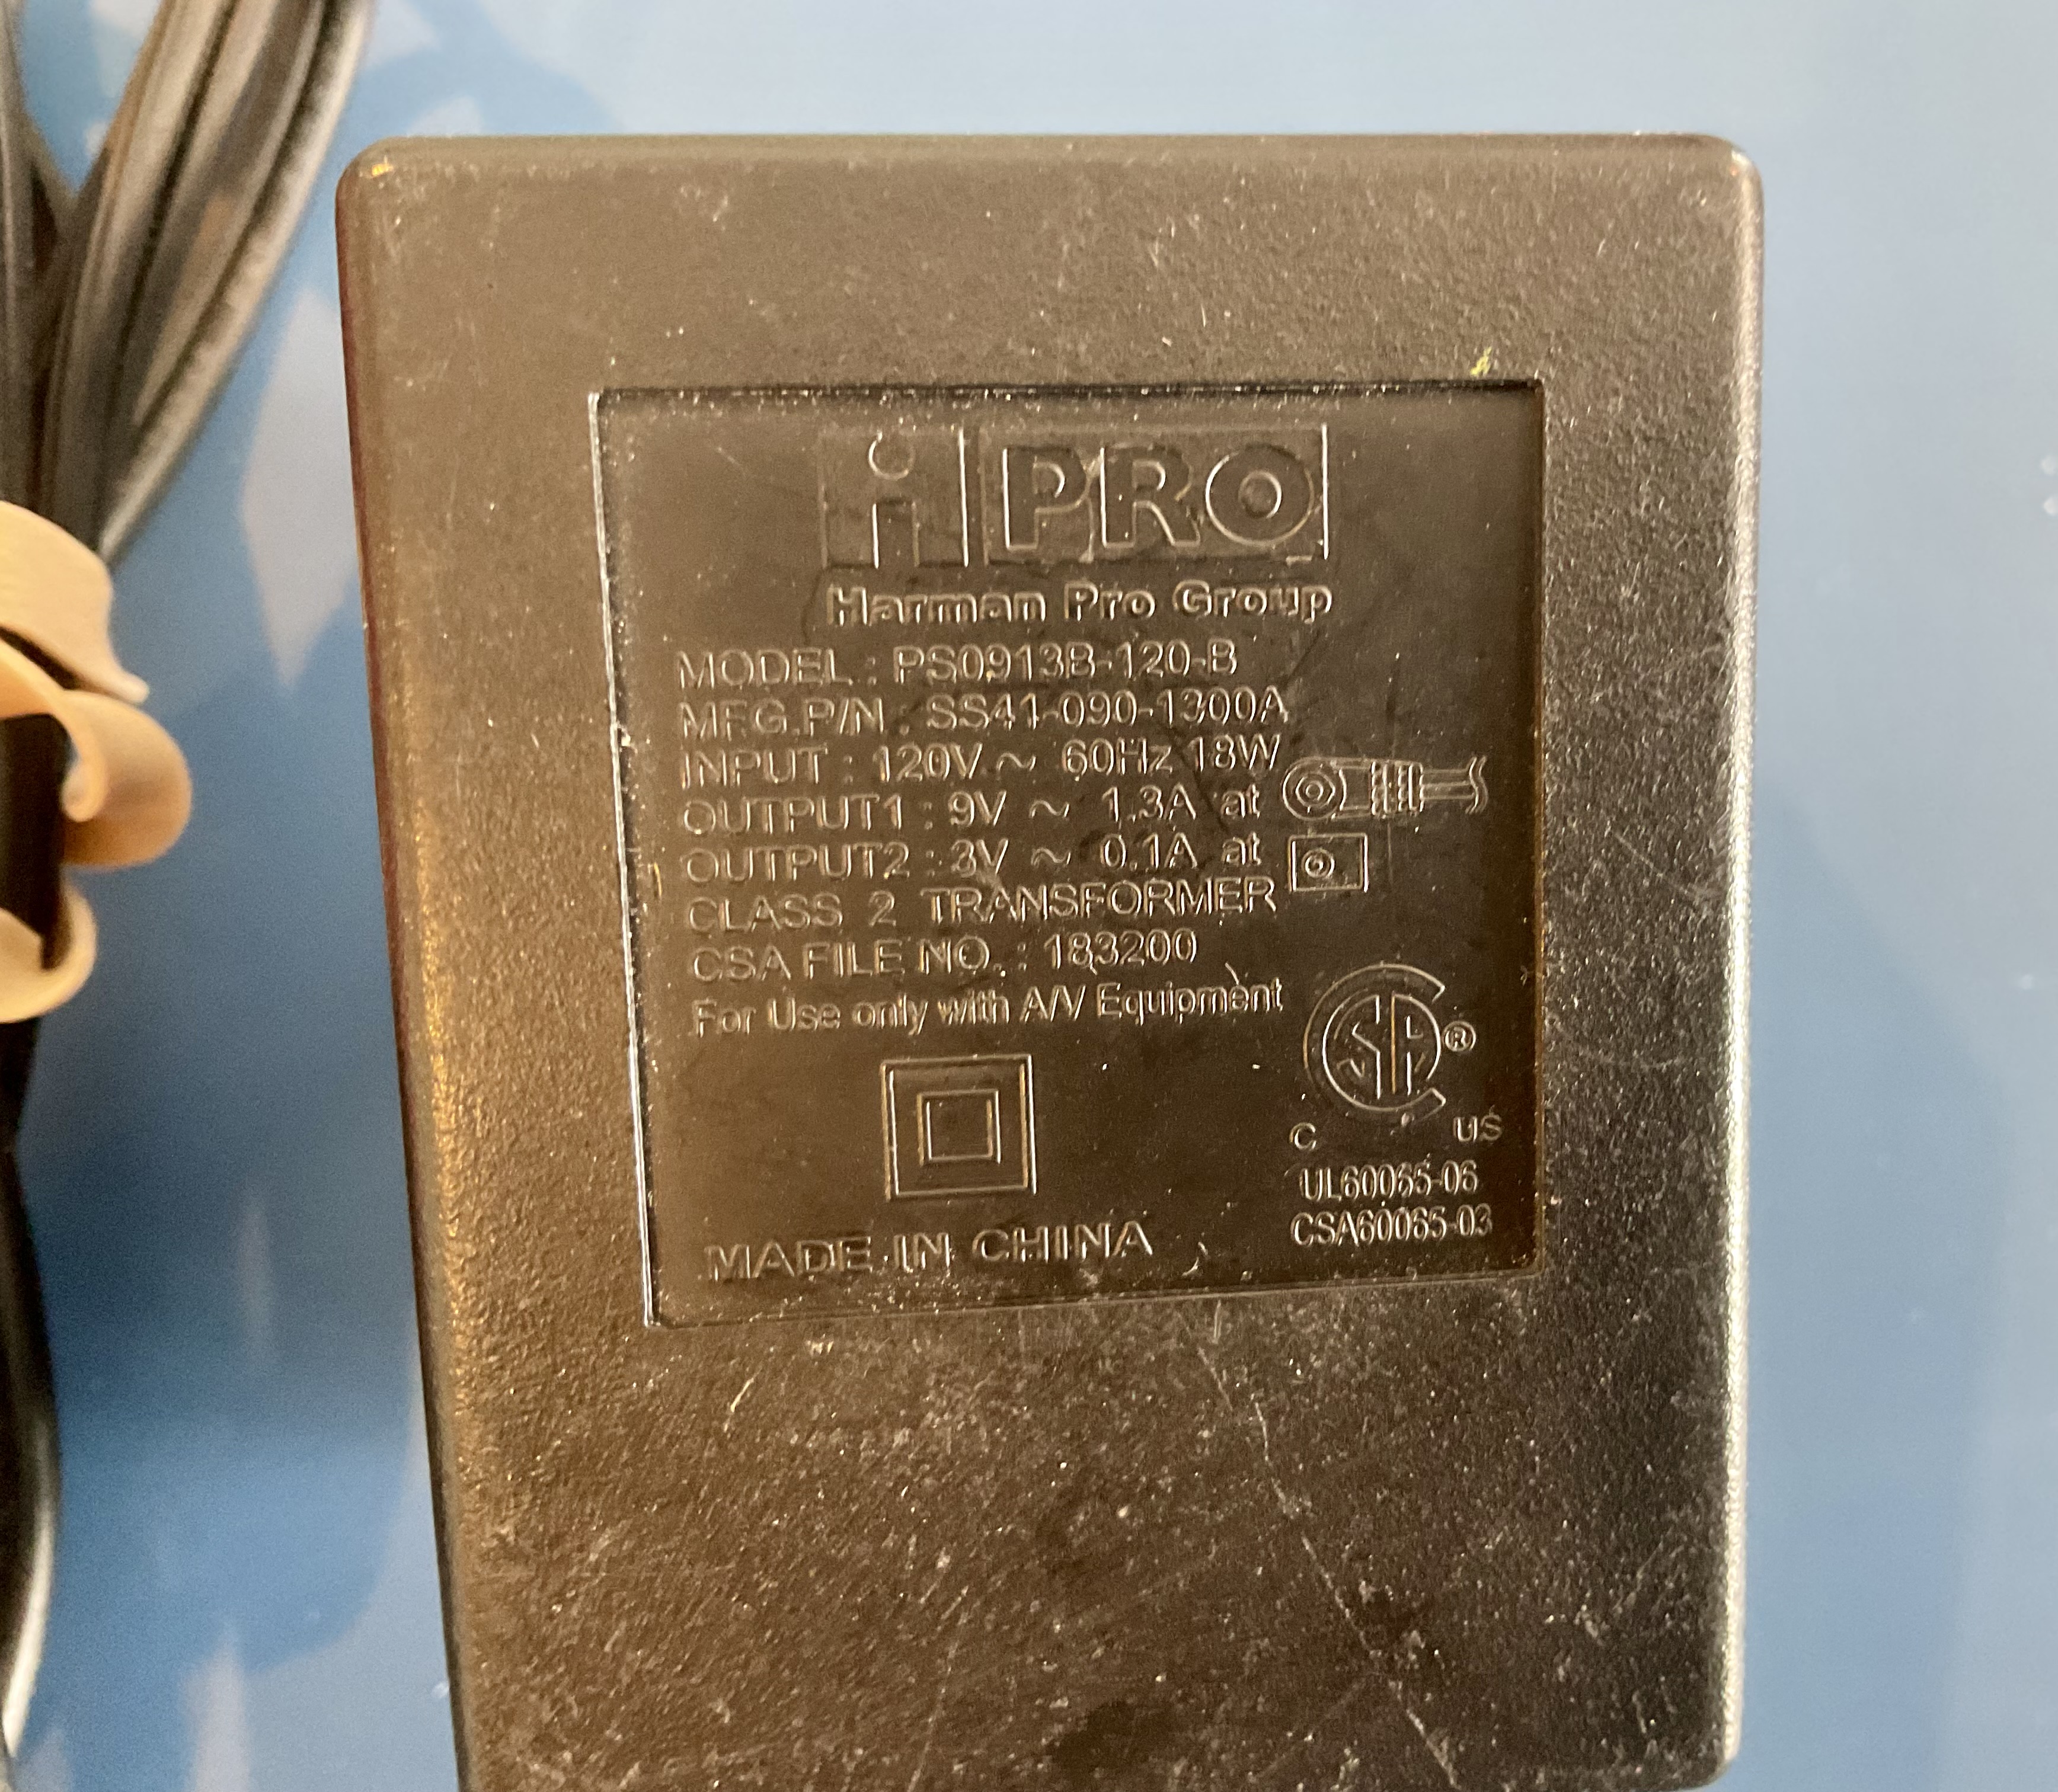 H PRO
Harman Pro Group
MODEL : PS0913B-120-B
MFG.P/N : SS41-090-1300A
INPUT : 120V ~ 60Hz 18W
OUTPUT1 : 9V ~ 1.3A at
OUTPUT2 : 3V ~ 0.1A at
CLASS 2 TRANSFORMER
CSA FILE NO. : 183200
For Use only with A/V Equipment
CSA ®
C US
UL60065-06
CSA60065-03
MADE IN CHINA